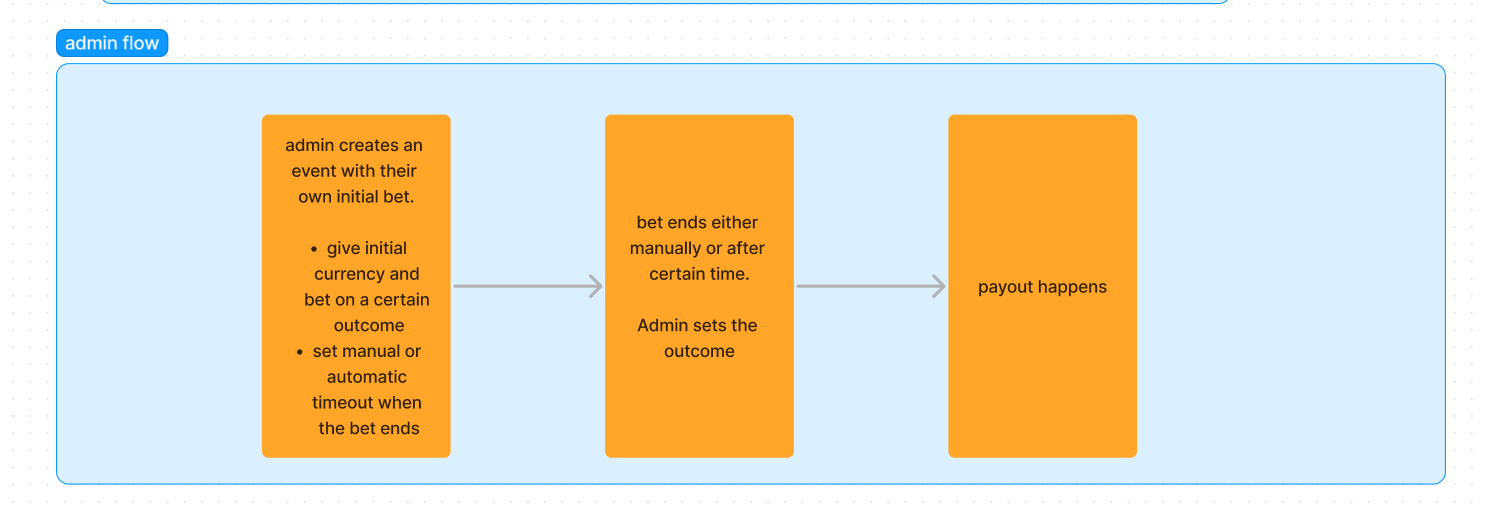 admin flow
admin creates an
event with their
own initial bet.
• give initial
currency and
bet on a certain
outcome
• set manual or
automatic
timeout when
the bet ends
bet ends either
manually or after
certain time.
Admin sets the
outcome
payout happens